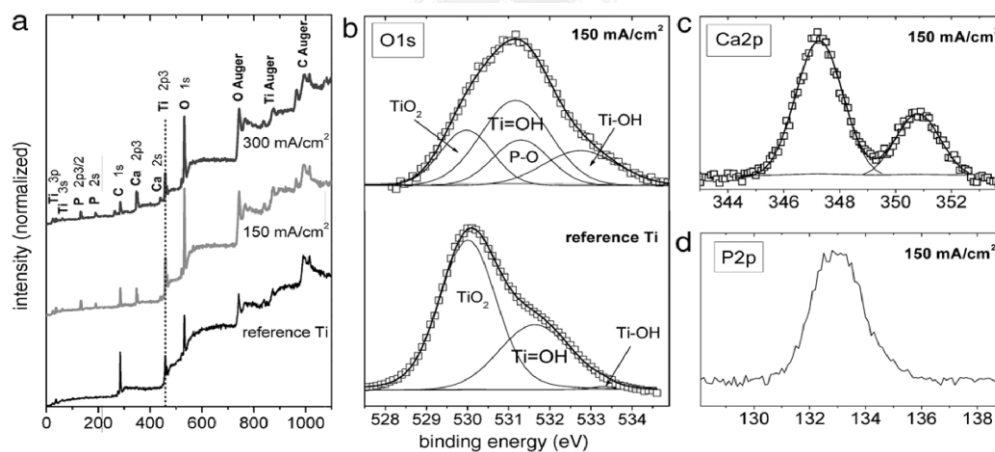 a
intensity (normalized)
Ti 3p
Ti 3s
P 2p3/2
P 2s
C 1s
Ca 2p3
Ca 2s
Ti 2p3
O 1s
O Auger
Ti Auger
C Auger
300 mA/cm²
150 mA/cm²
reference Ti
0 200 400 600 800 1000
b
O1s
150 mA/cm²
TiO₂
Ti=OH
P-O
Ti-OH
reference Ti
TiO₂
Ti=OH
Ti-OH
528 529 530 531 532 533 534
binding energy (eV)
c
Ca2p
150 mA/cm²
344 346 348 350 352
d
P2p
150 mA/cm²
130 132 134 136 138